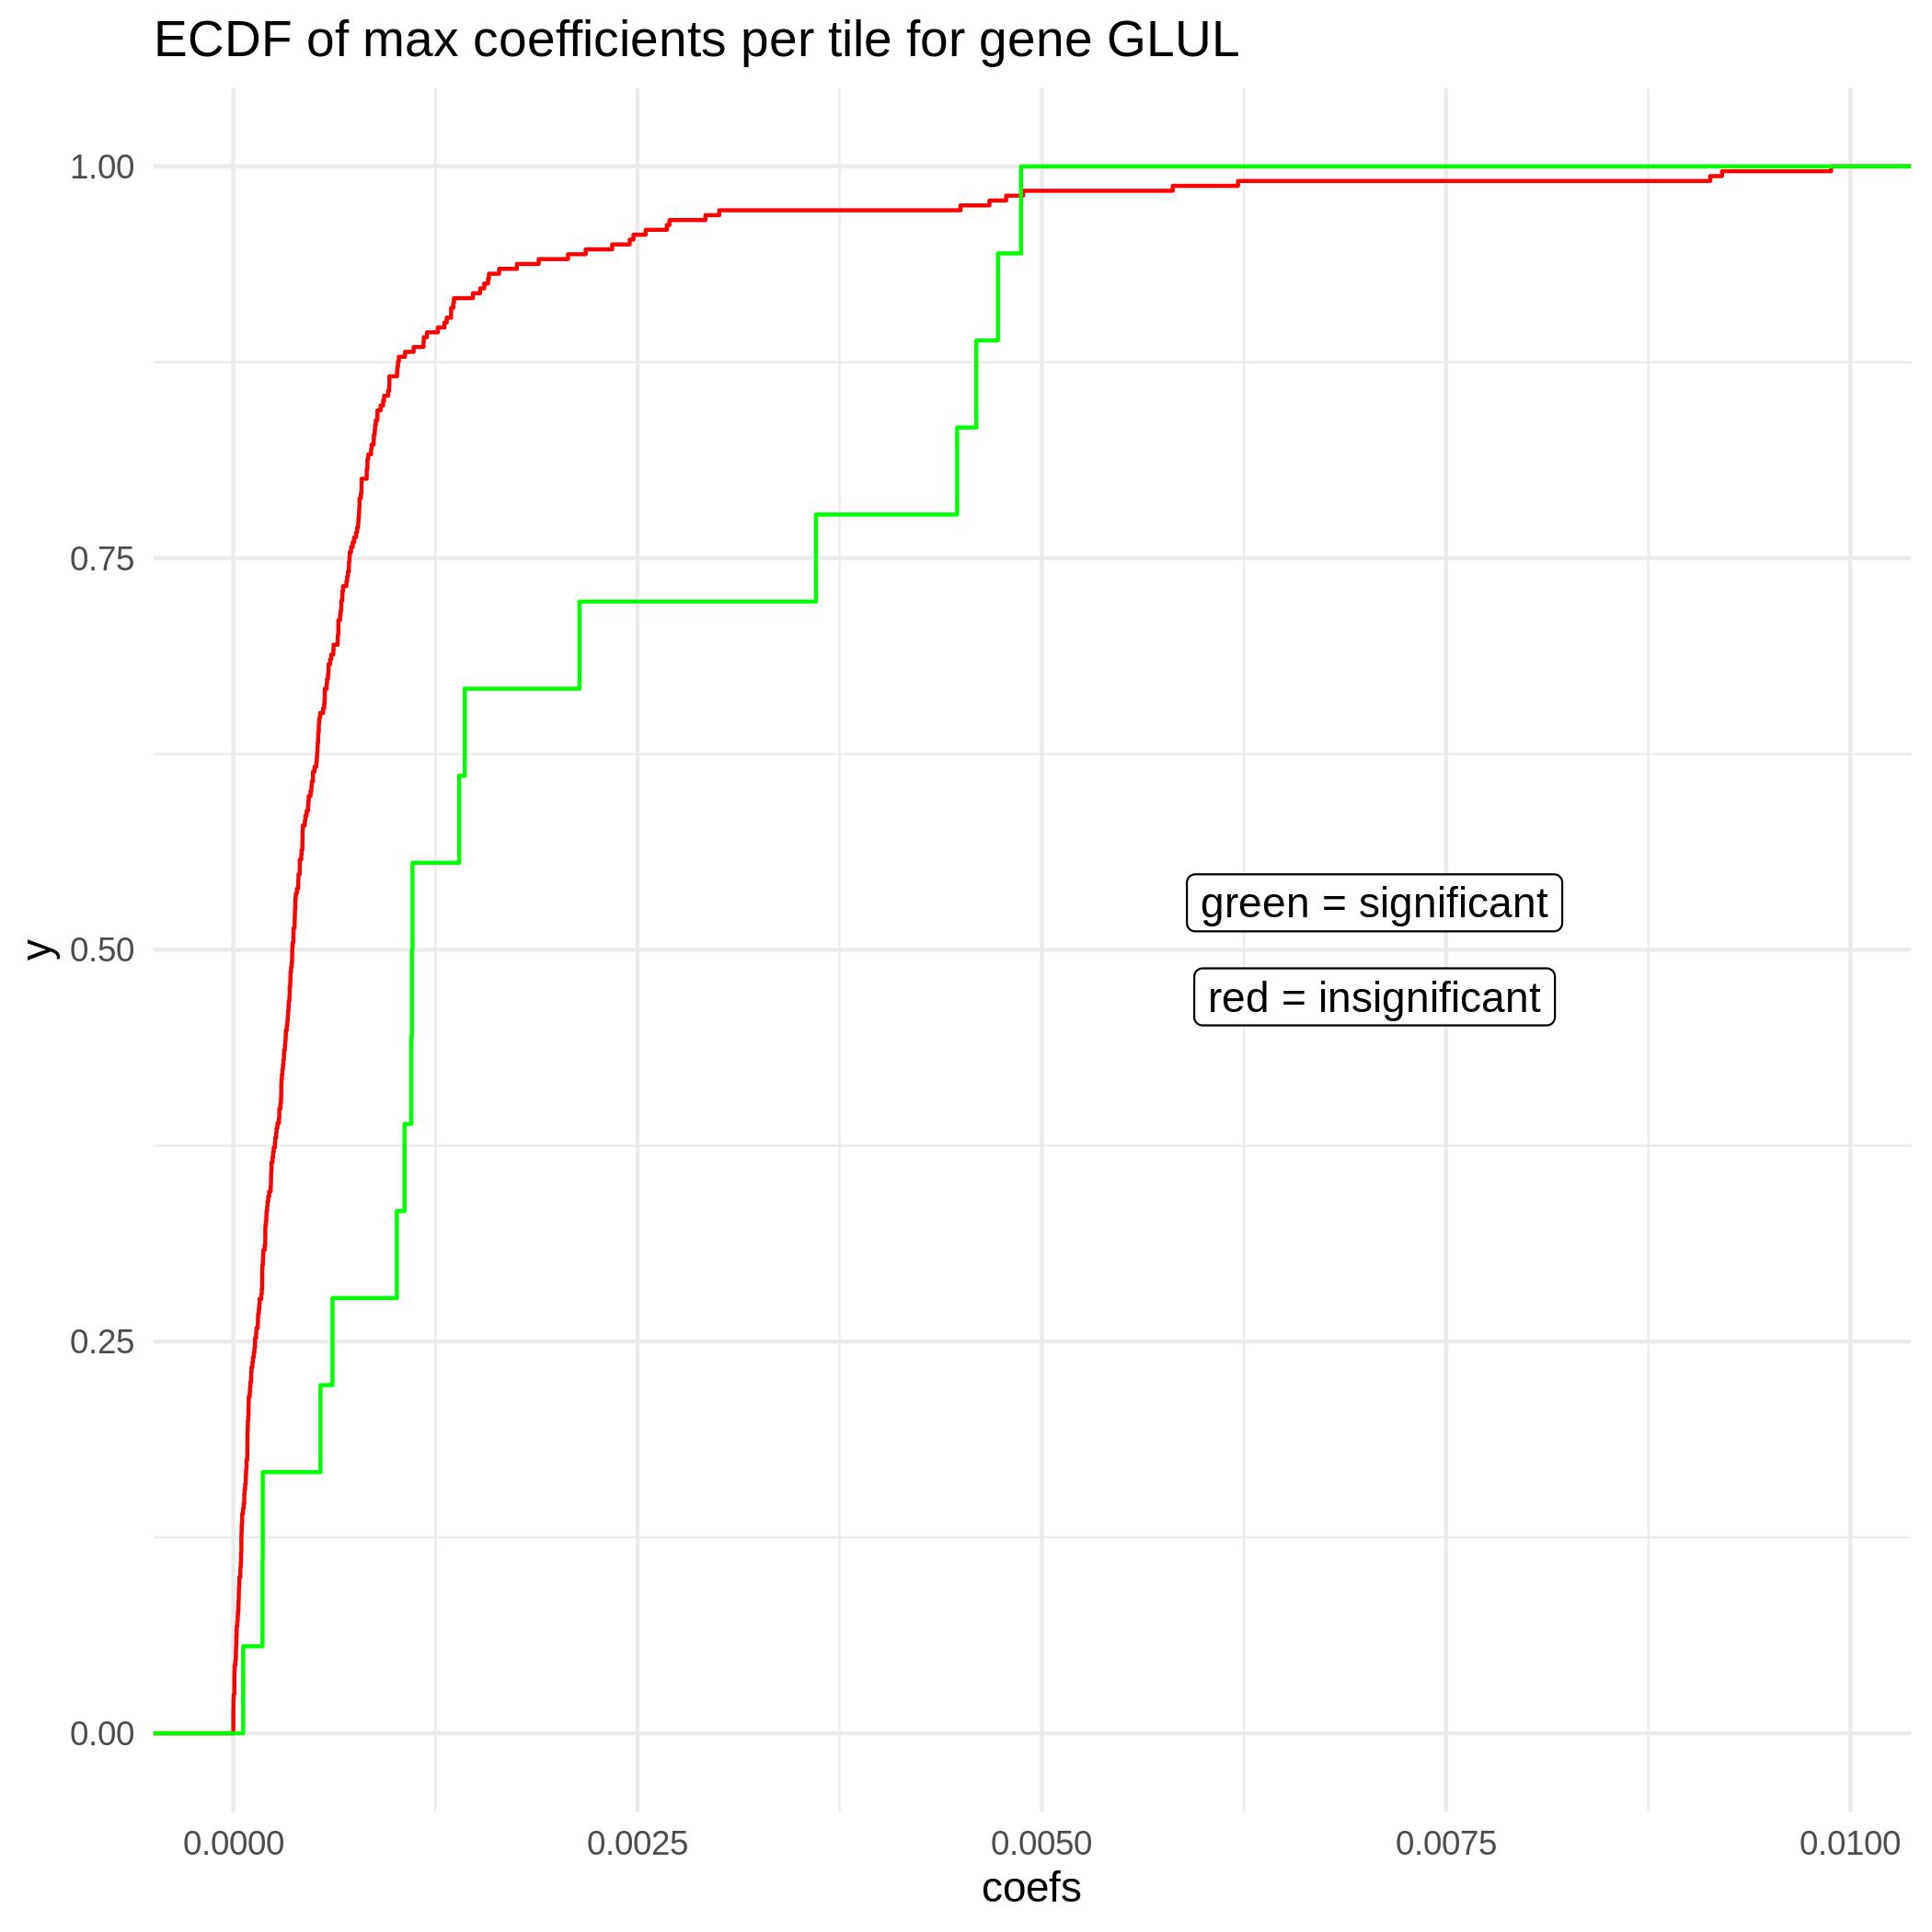 ECDF of max coefficients per tile for gene GLUL
1.00
0.75
0.50
0.25
0.00
y
green = significant
red = insignificant
0.0000 0.0025 0.0050 0.0075 0.0100
coefs